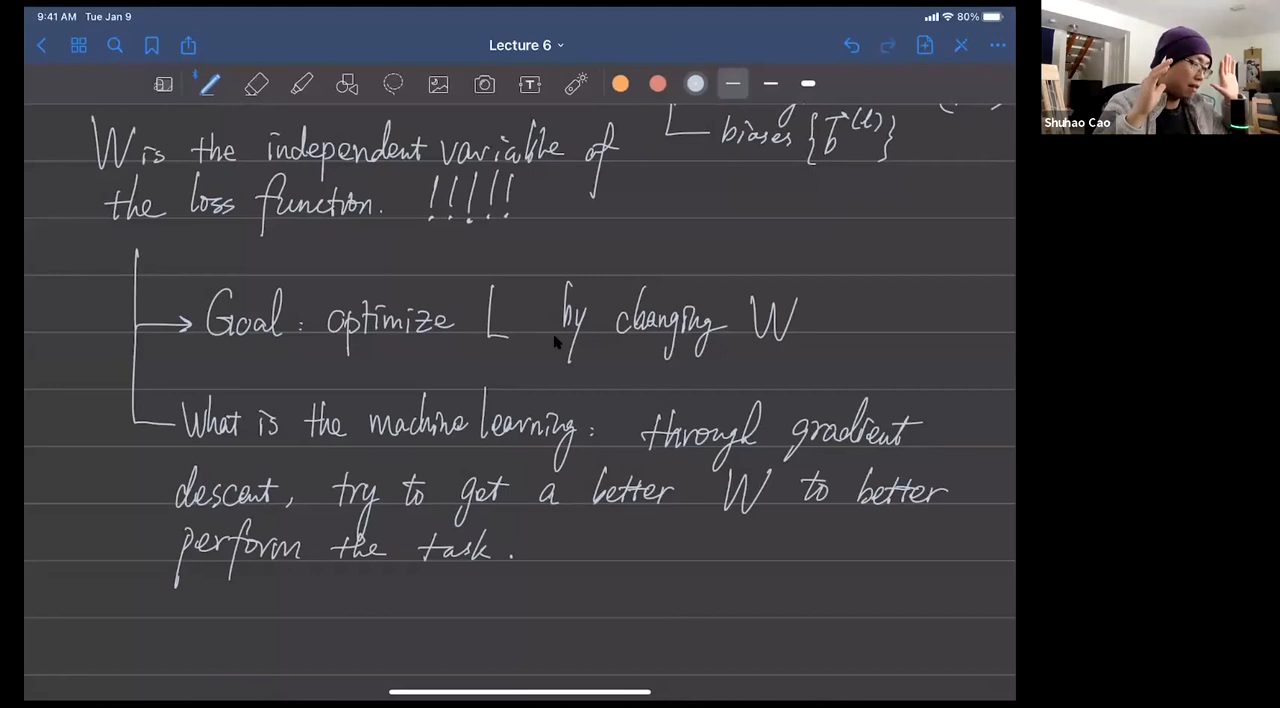 9:41 AM Tue Jan 9
80%
Lecture 6
T
biases {b^(l)}
Shuhao Cao
W is the independent variable of
the loss function. !!!!!
Goal: optimize L by changing W
What is the machine learning: through gradient
descent, try to get a better W to better
perform the task.